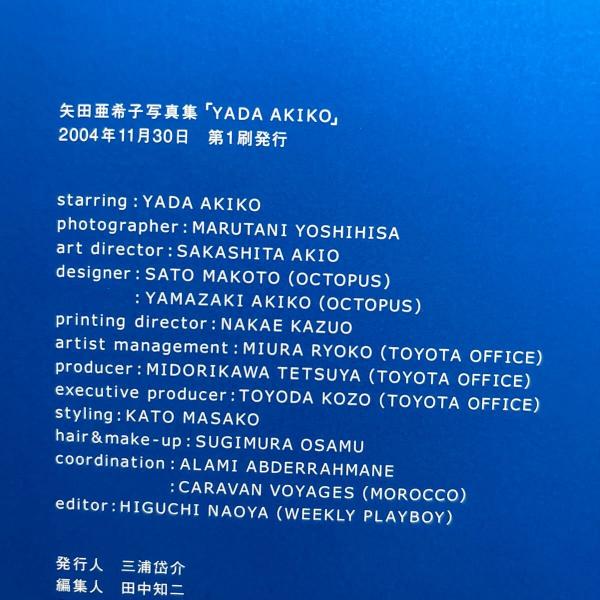 矢田亜希子写真集「YADA AKIKO」
2004年11月30日　第1刷発行
starring:YADA AKIKO
photographer:MARUTANI YOSHIHISA
art director:SAKASHITA AKIO
designer:SATO MAKOTO (OCTOPUS)
:YAMAZAKI AKIKO (OCTOPUS)
printing director:NAKAE KAZUO
artist management:MIURA RYOKO (TOYOTA OFFICE)
producer:MIDORIKAWA TETSUYA (TOYOTA OFFICE)
executive producer:TOYODA KOZO (TOYOTA OFFICE)
styling:KATO MASAKO
hair&make-up:SUGIMURA OSAMU
coordination:ALAMI ABDERRAHMANE
:CARAVAN VOYAGES (MOROCCO)
editor:HIGUCHI NAOYA (WEEKLY PLAYBOY)
発行人　三浦岱介
編集人　田中知二